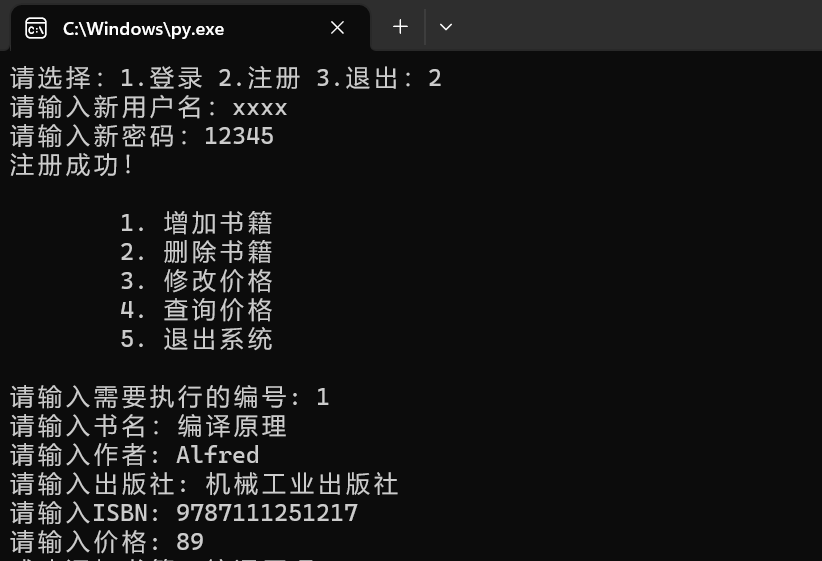 C:\Windows\py.exe
请选择: 1.登录 2.注册 3.退出: 2
请输入新用户名: xxxx
请输入新密码: 12345
注册成功!
1. 增加书籍
2. 删除书籍
3. 修改价格
4. 查询价格
5. 退出系统
请输入需要执行的编号: 1
请输入书名: 编译原理
请输入作者: Alfred
请输入出版社: 机械工业出版社
请输入ISBN: 9787111251217
请输入价格: 89